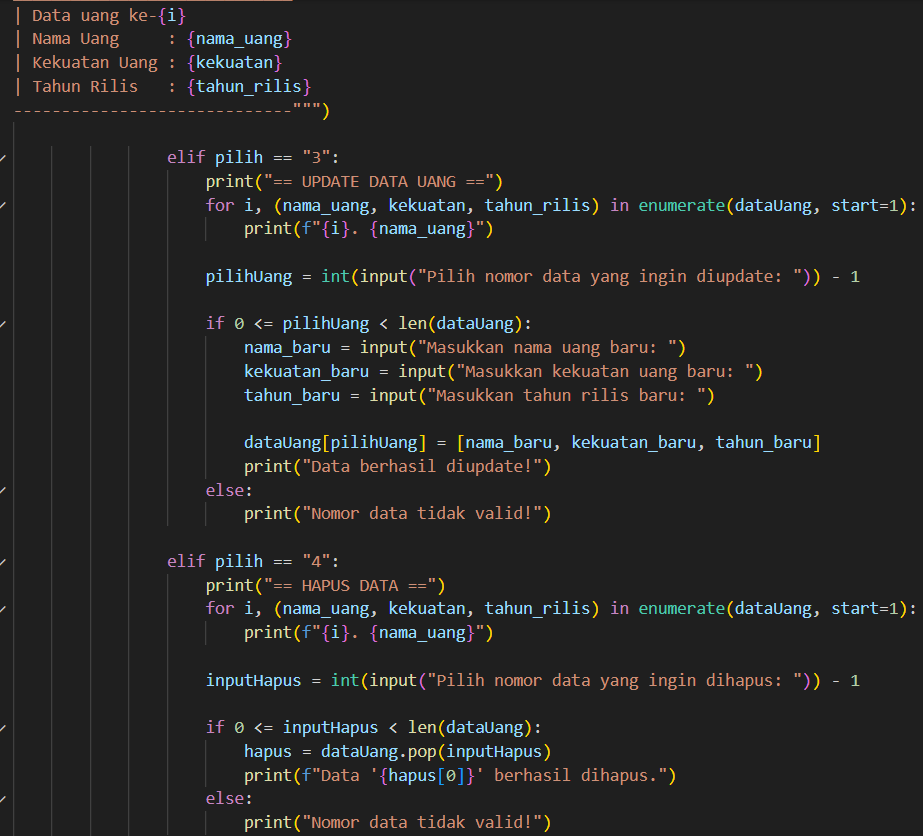 | Data uang ke-{i}
| Nama Uang     : {nama_uang}
| Kekuatan Uang : {kekuatan}
| Tahun Rilis   : {tahun_rilis}
-----------------------------""")
elif pilih == "3":
    print("== UPDATE DATA UANG ==")
    for i, (nama_uang, kekuatan, tahun_rilis) in enumerate(dataUang, start=1):
        print(f"{i}. {nama_uang}")
    pilihUang = int(input("Pilih nomor data yang ingin diupdate: ")) - 1
    if 0 <= pilihUang < len(dataUang):
        nama_baru = input("Masukkan nama uang baru: ")
        kekuatan_baru = input("Masukkan kekuatan uang baru: ")
        tahun_baru = input("Masukkan tahun rilis baru: ")
        dataUang[pilihUang] = [nama_baru, kekuatan_baru, tahun_baru]
        print("Data berhasil diupdate!")
    else:
        print("Nomor data tidak valid!")
elif pilih == "4":
    print("== HAPUS DATA ==")
    for i, (nama_uang, kekuatan, tahun_rilis) in enumerate(dataUang, start=1):
        print(f"{i}. {nama_uang}")
    inputHapus = int(input("Pilih nomor data yang ingin dihapus: ")) - 1
    if 0 <= inputHapus < len(dataUang):
        hapus = dataUang.pop(inputHapus)
        print(f"Data '{hapus[0]}' berhasil dihapus.")
    else:
        print("Nomor data tidak valid!")